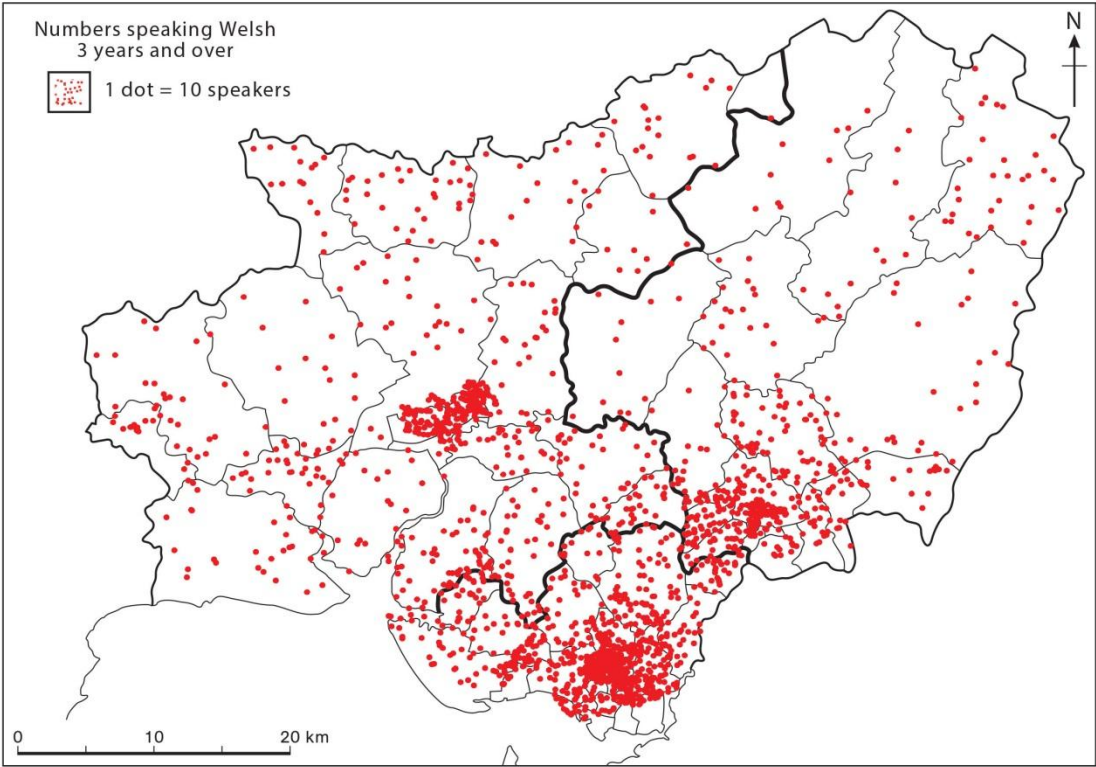 Numbers speaking Welsh
3 years and over
1 dot = 10 speakers
N
0 10 20 km